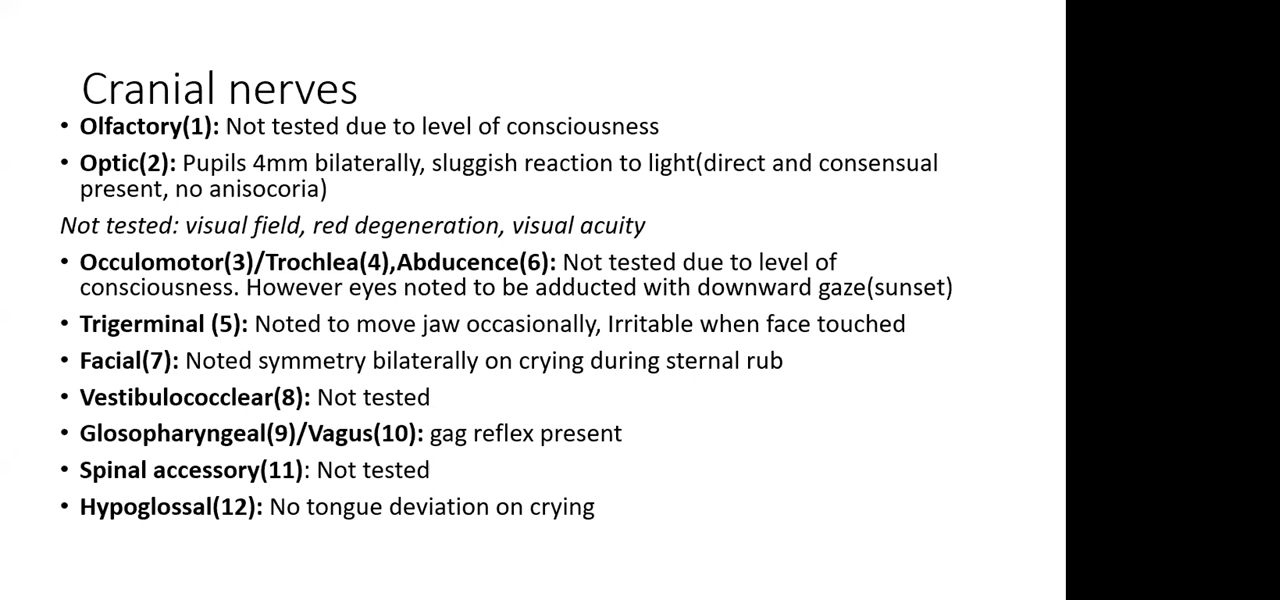 Cranial nerves
• Olfactory(1): Not tested due to level of consciousness
• Optic(2): Pupils 4mm bilaterally, sluggish reaction to light(direct and consensual
present, no anisocoria)
Not tested: visual field, red degeneration, visual acuity
• Occulomotor(3)/Trochlea(4),Abducence(6): Not tested due to level of
consciousness. However eyes noted to be adducted with downward gaze(sunset)
• Trigerminal (5): Noted to move jaw occasionally, Irritable when face touched
• Facial(7): Noted symmetry bilaterally on crying during sternal rub
• Vestibulococclear(8): Not tested
• Glosopharyngeal(9)/Vagus(10): gag reflex present
• Spinal accessory(11): Not tested
• Hypoglossal(12): No tongue deviation on crying